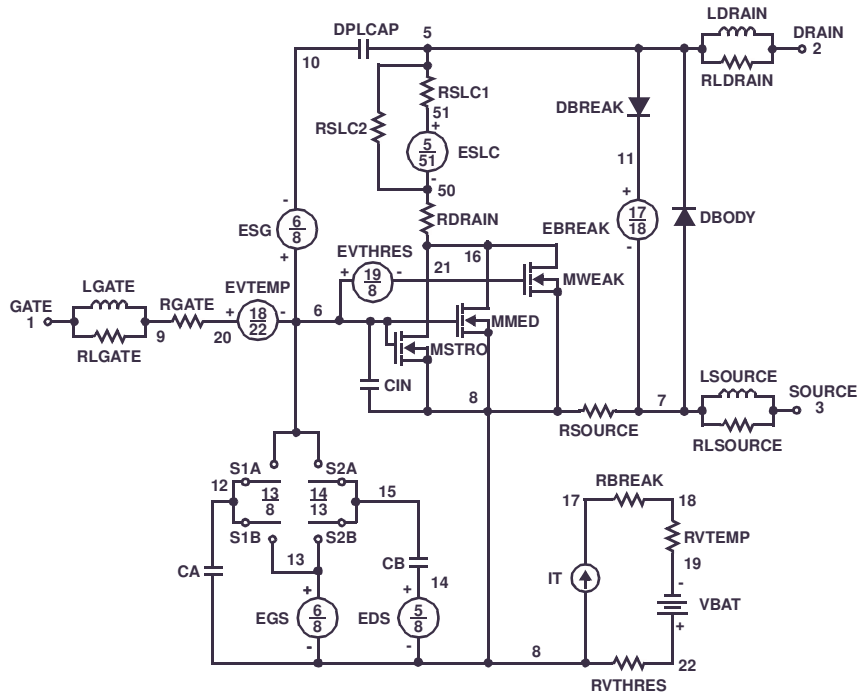 LDRAIN
DPLCAP
5
DRAIN
2
10
RLDRAIN
RSLC1
51
+
RSLC2
5
51
ESLC
-
50
DBREAK
11
-
ESG
6
8
+
RDRAIN
+
17
18
EBREAK
-
DBODY
EVTHRES
+
19
8
-
16
21
MWEAK
LGATE
EVTEMP
GATE
1
RGATE
+
18
22
-
6
MMED
9
20
RLGATE
MSTRO
CIN
8
7
LSOURCE
SOURCE
3
RSOURCE
RLSOURCE
S1A
S2A
12
13
8
14
13
15
S1B
S2B
13
CA
CB
14
+
EGS
6
8
-
+
EDS
5
8
-
RBREAK
17
18
RVTEMP
19
IT
-
VBAT
+
8
22
RVTHRES